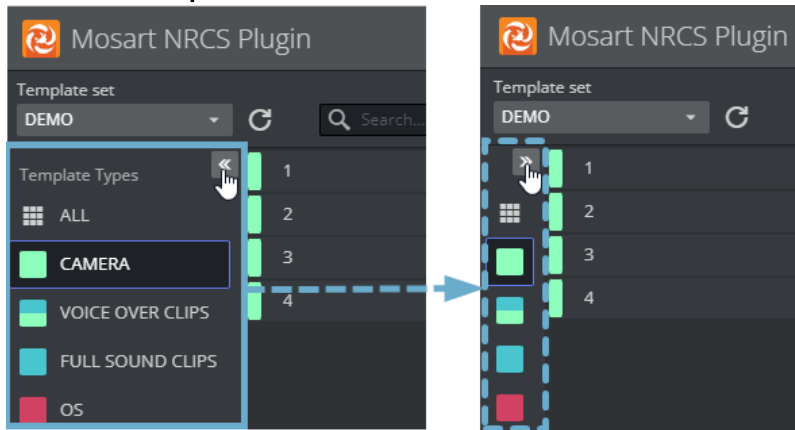 Mosart NRCS Plugin
Template set
DEMO
Search...
Template Types
ALL
CAMERA
VOICE OVER CLIPS
FULL SOUND CLIPS
OS
1
2
3
4
Mosart NRCS Plugin
Template set
DEMO
1
2
3
4